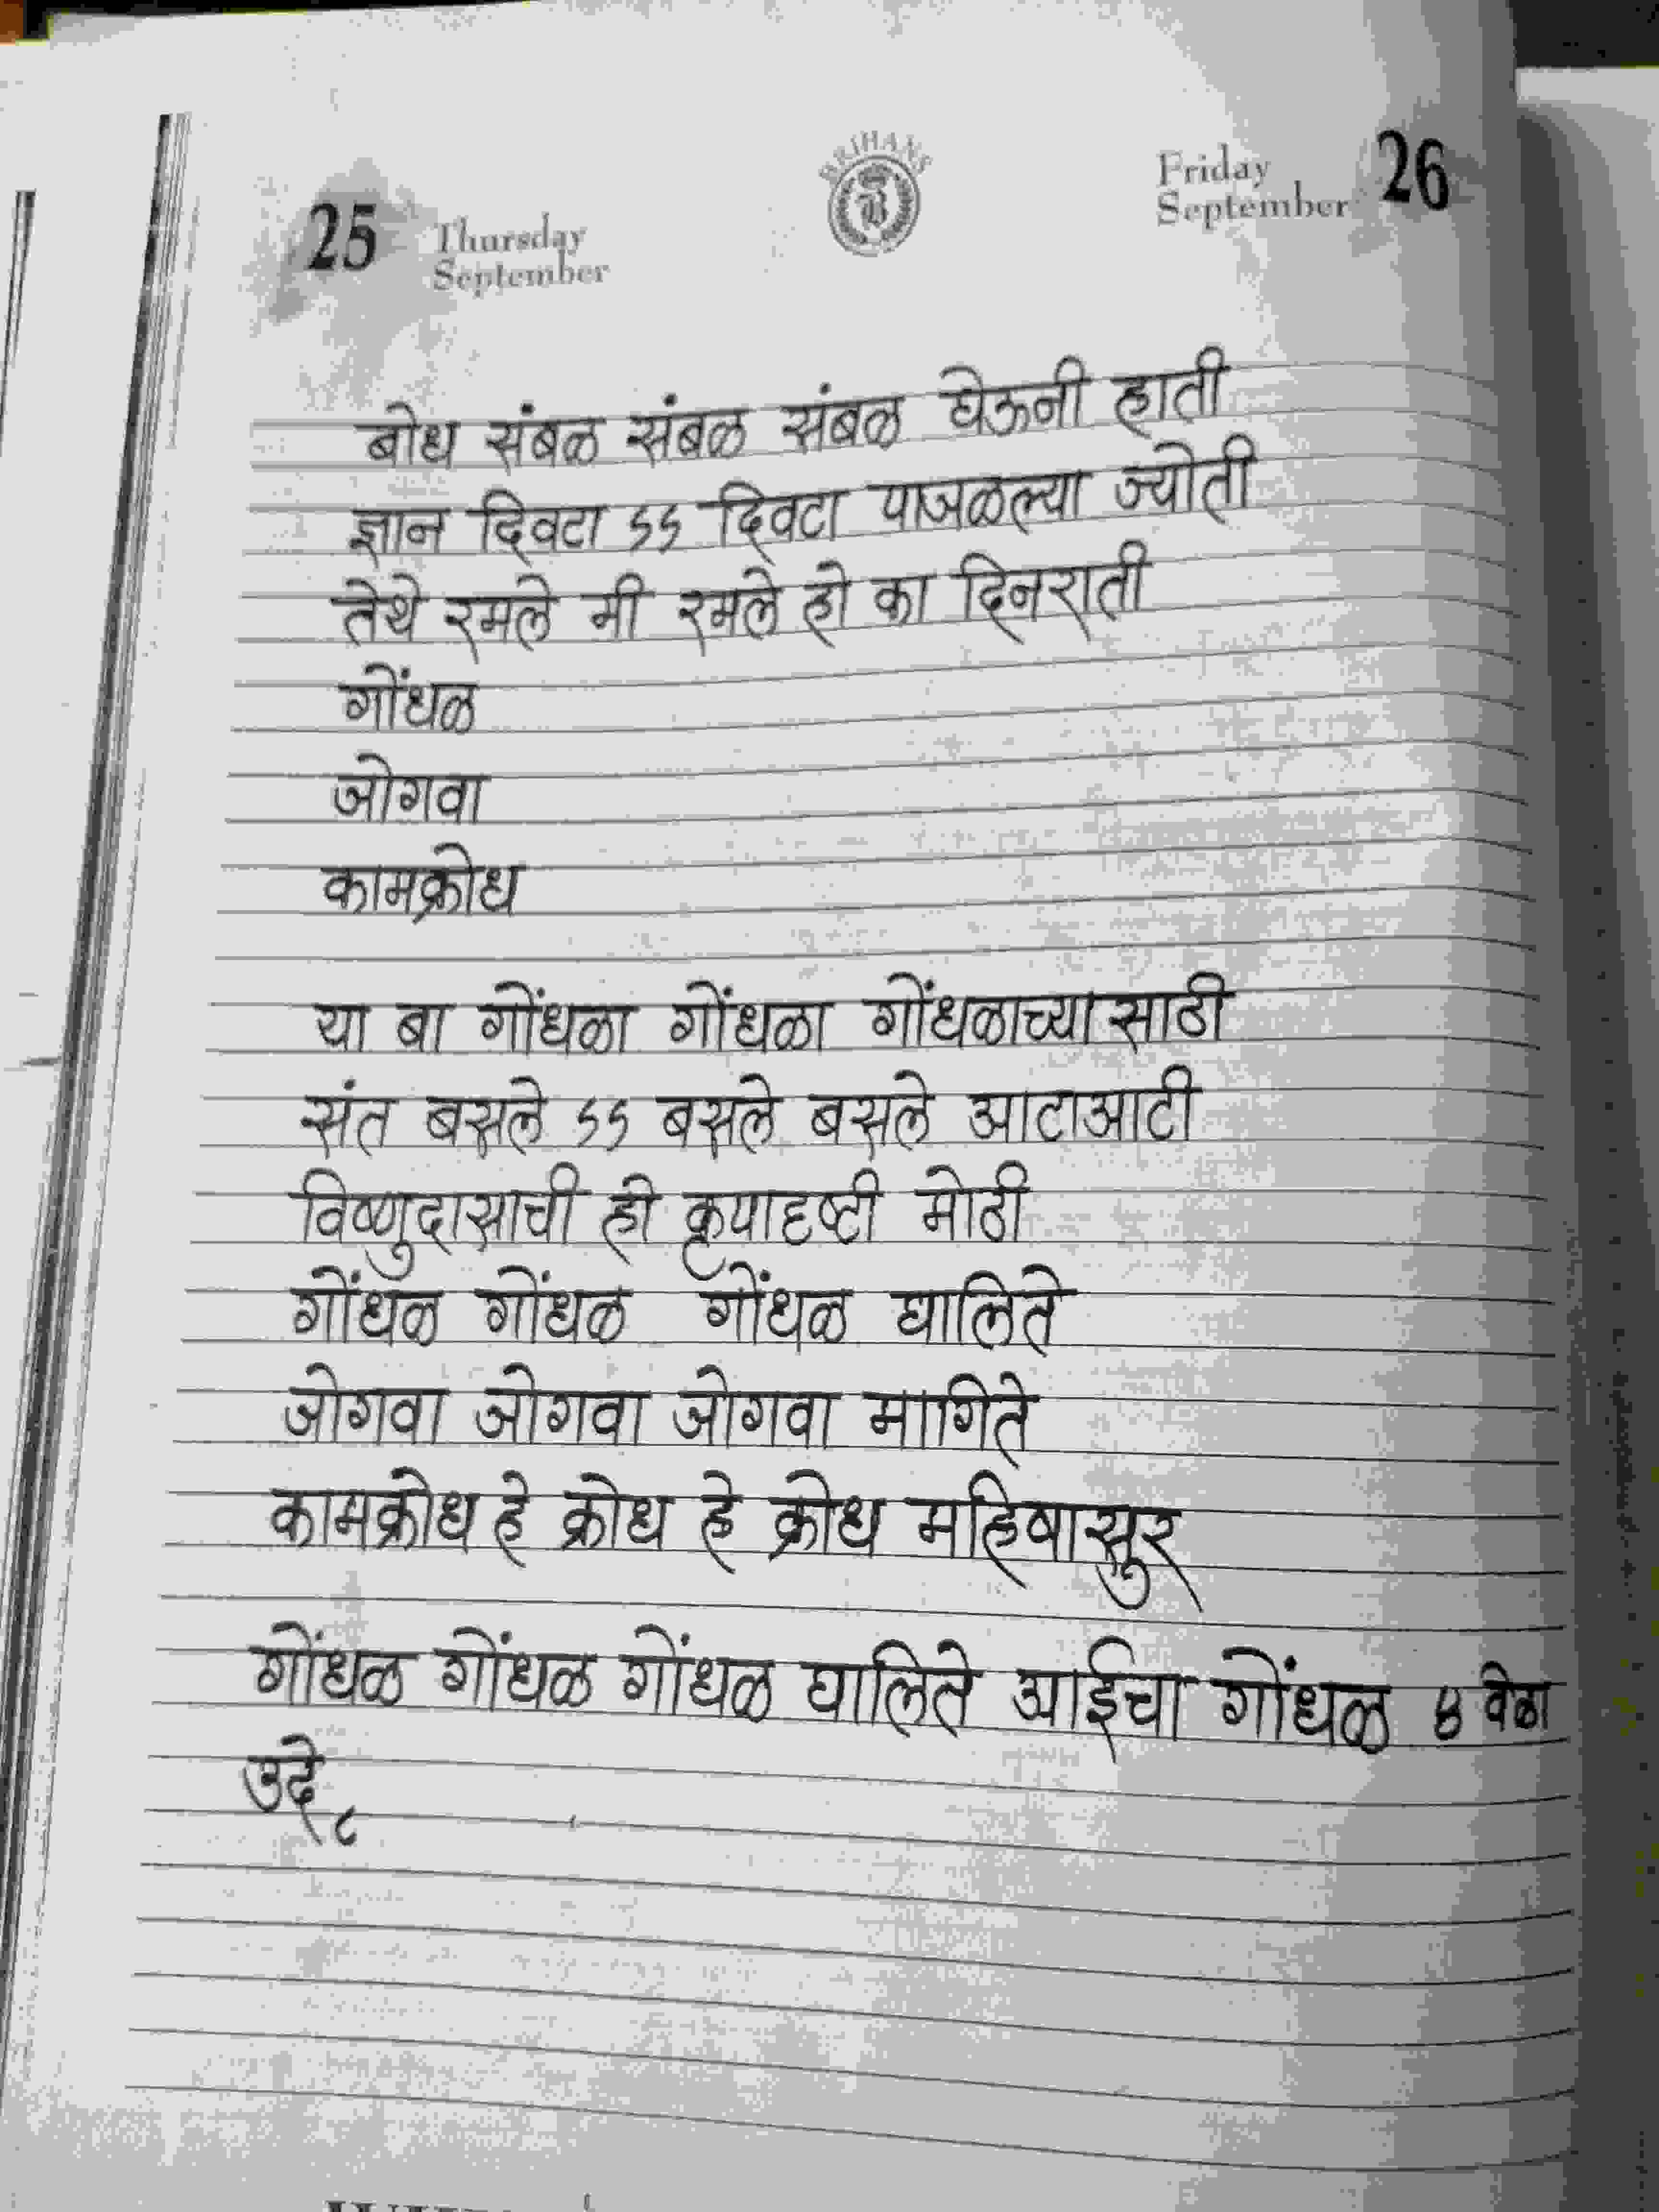 BRIHANS
25 Thursday
September
Friday
September 26
बोध संबळ संबळ संबळ घेऊनी हाती
ज्ञान दिवटा ऽऽ दिवटा पाजळल्या ज्योती
तेथे रमले मी रमले हो का दिनराती
गोंधळ
जोगवा
कामक्रोध
या बा गोंधळा गोंधळा गोंधळाच्यासाठी
संत बसले ऽऽ बसले बसले आटाआटी
विष्णुदासाची ही कृपादृष्टी मोठी
गोंधळ गोंधळ गोंधळ घालिते
जोगवा जोगवा जोगवा मागिते
कामक्रोध हे क्रोध हे क्रोध महिषासुर
गोंधळ गोंधळ गोंधळ घालिते आईचा गोंधळ ४ वेळा
उदे ८